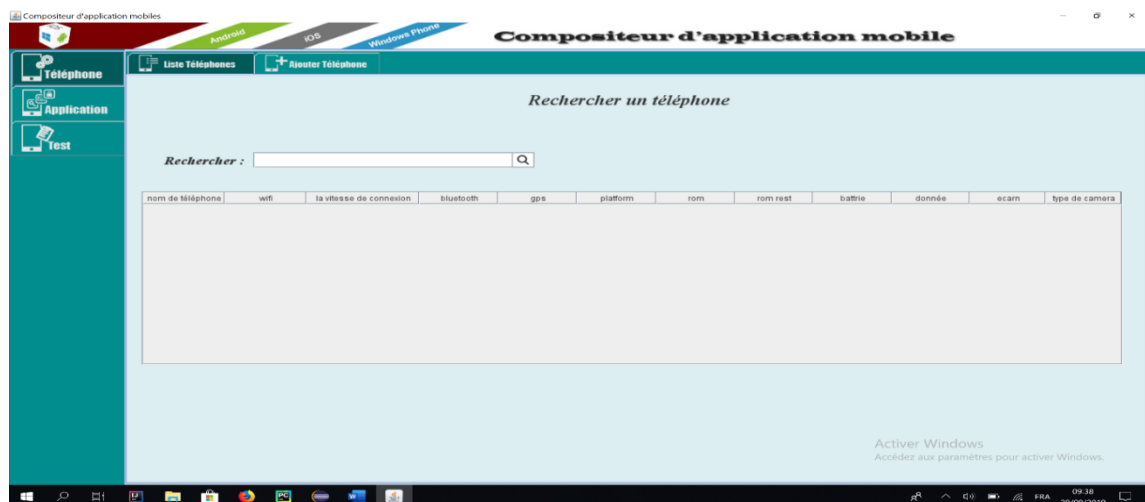 Compositeur d'application mobiles
Android
iOS
Windows Phone
Compositeur d'application mobile
Téléphone
Liste Téléphones
Ajouter Téléphone
Application
Test
Rechercher un téléphone
Rechercher :
nom de téléphone wifi la vitesse de connexion bluetooth gps platform rom rom rest battrie donnée ecarn type de camera
Activer Windows
Accédez aux paramètres pour activer Windows.
FRA
09:38